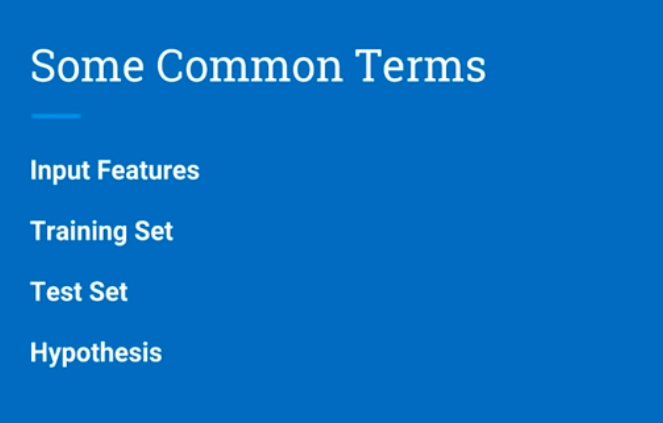 Some Common Terms
Input Features
Training Set
Test Set
Hypothesis